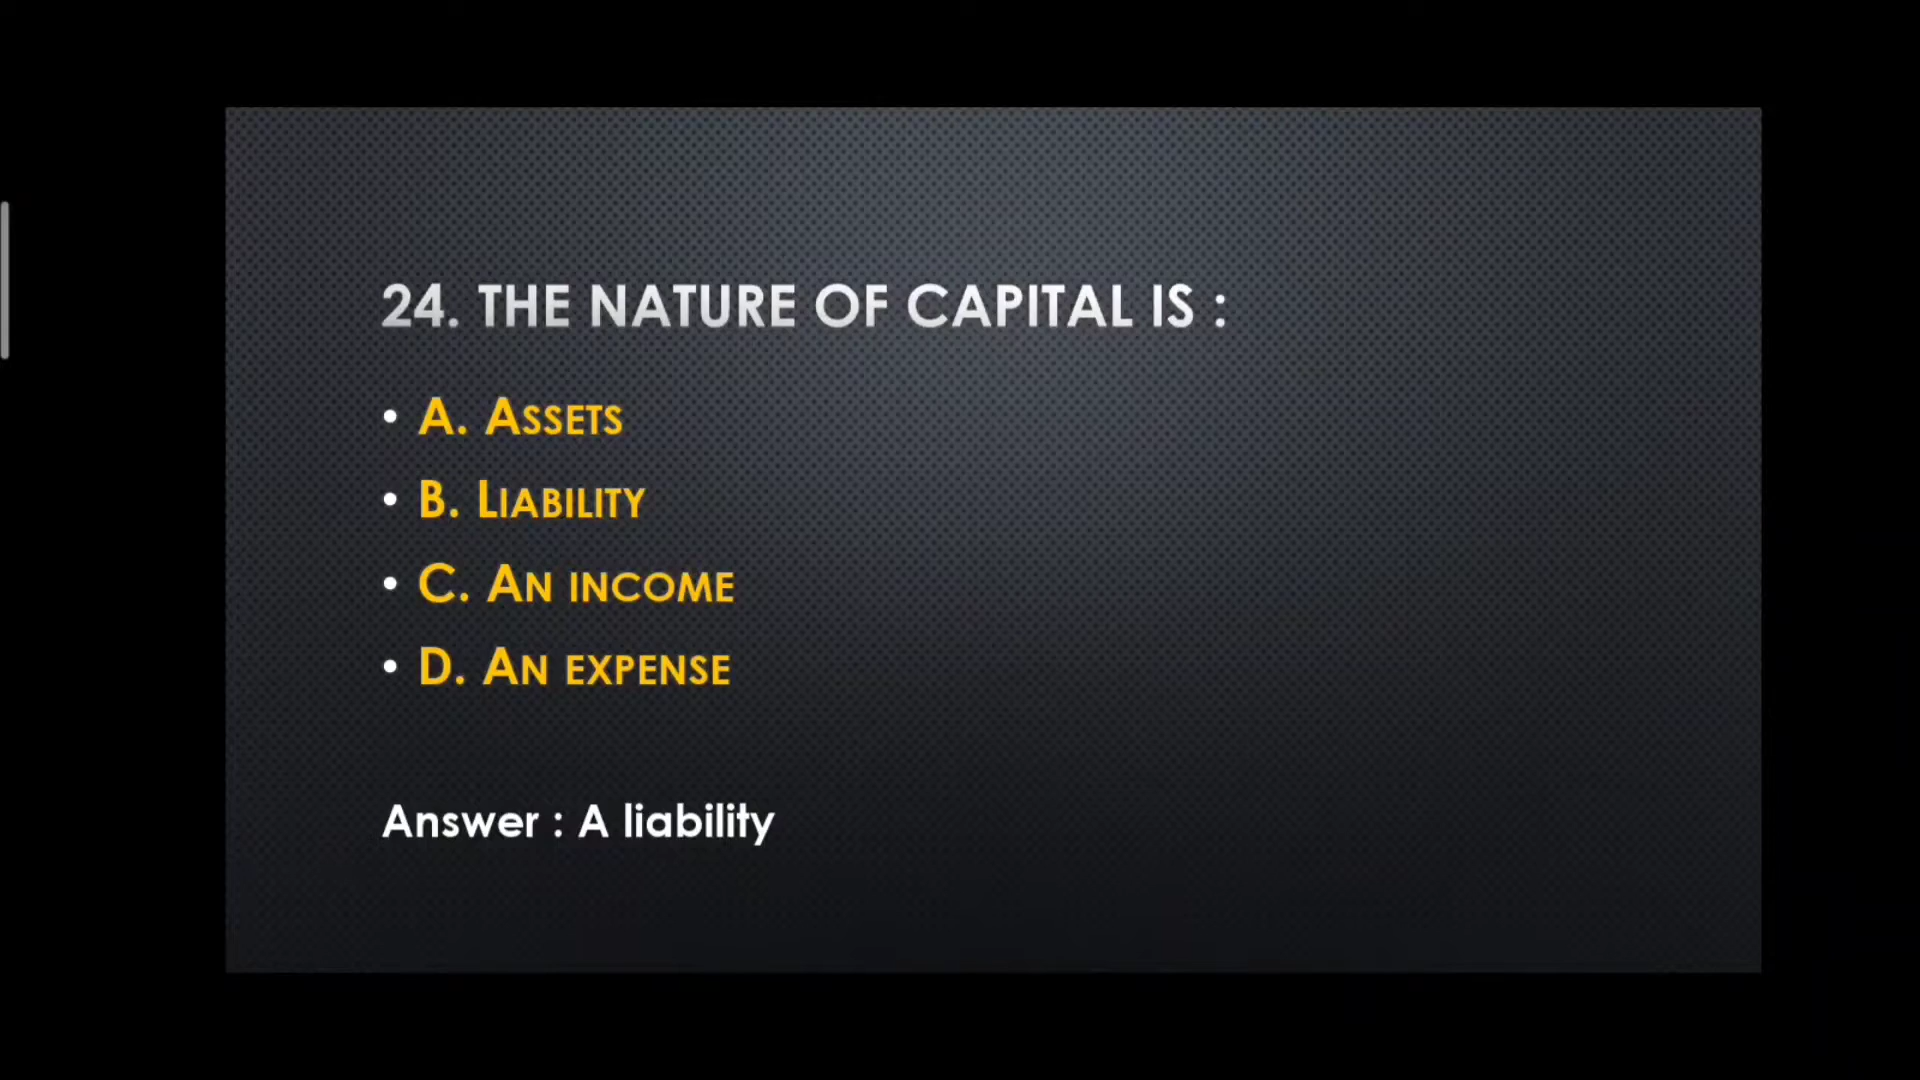 24. THE NATURE OF CAPITAL IS :
• A. ASSETS
• B. LIABILITY
• C. AN INCOME
• D. AN EXPENSE
Answer : A liability